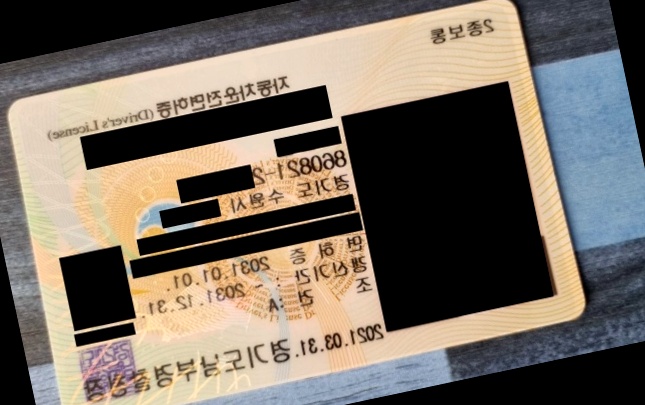 2종보통
자동차운전면허증 (Driver's License)
860821-2
경기도 수원시
면 허 증
갱신기간 : 2031.01.01.
~ 2031.12.31.
조 건 : A
2021.03.31.
경기도남부경찰청장